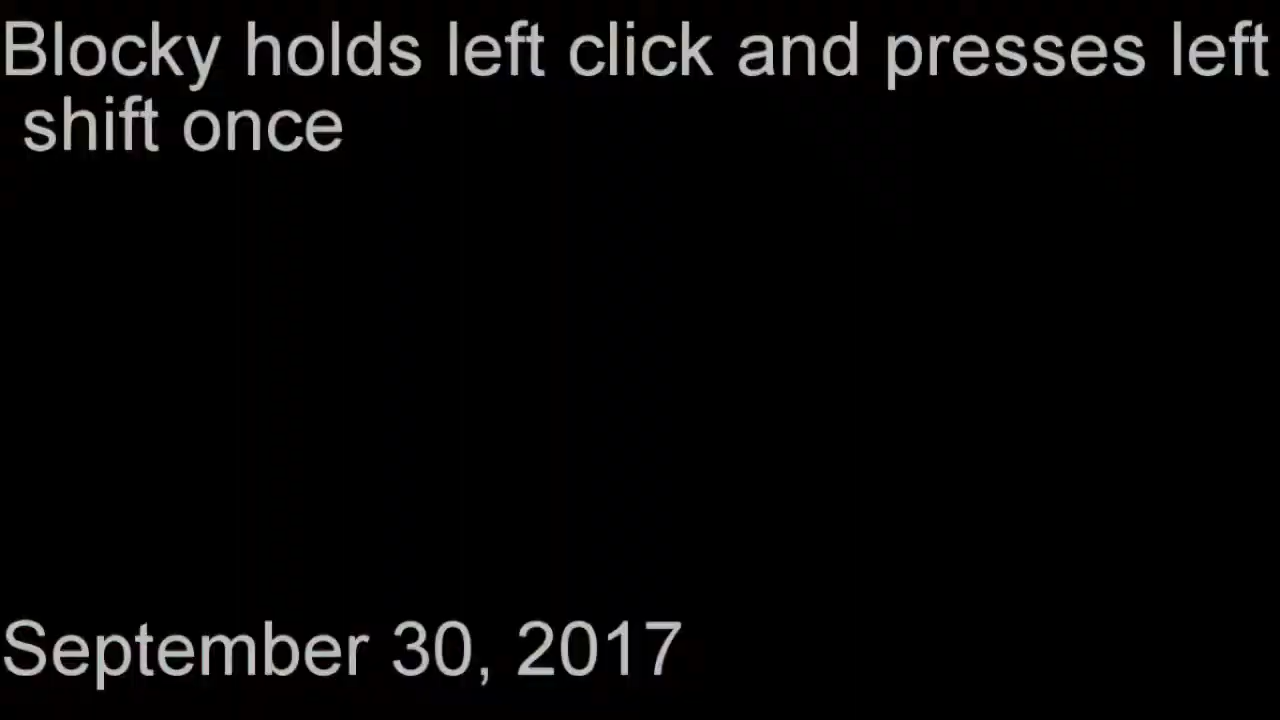 Blocky holds left click and presses left
shift once
September 30, 2017